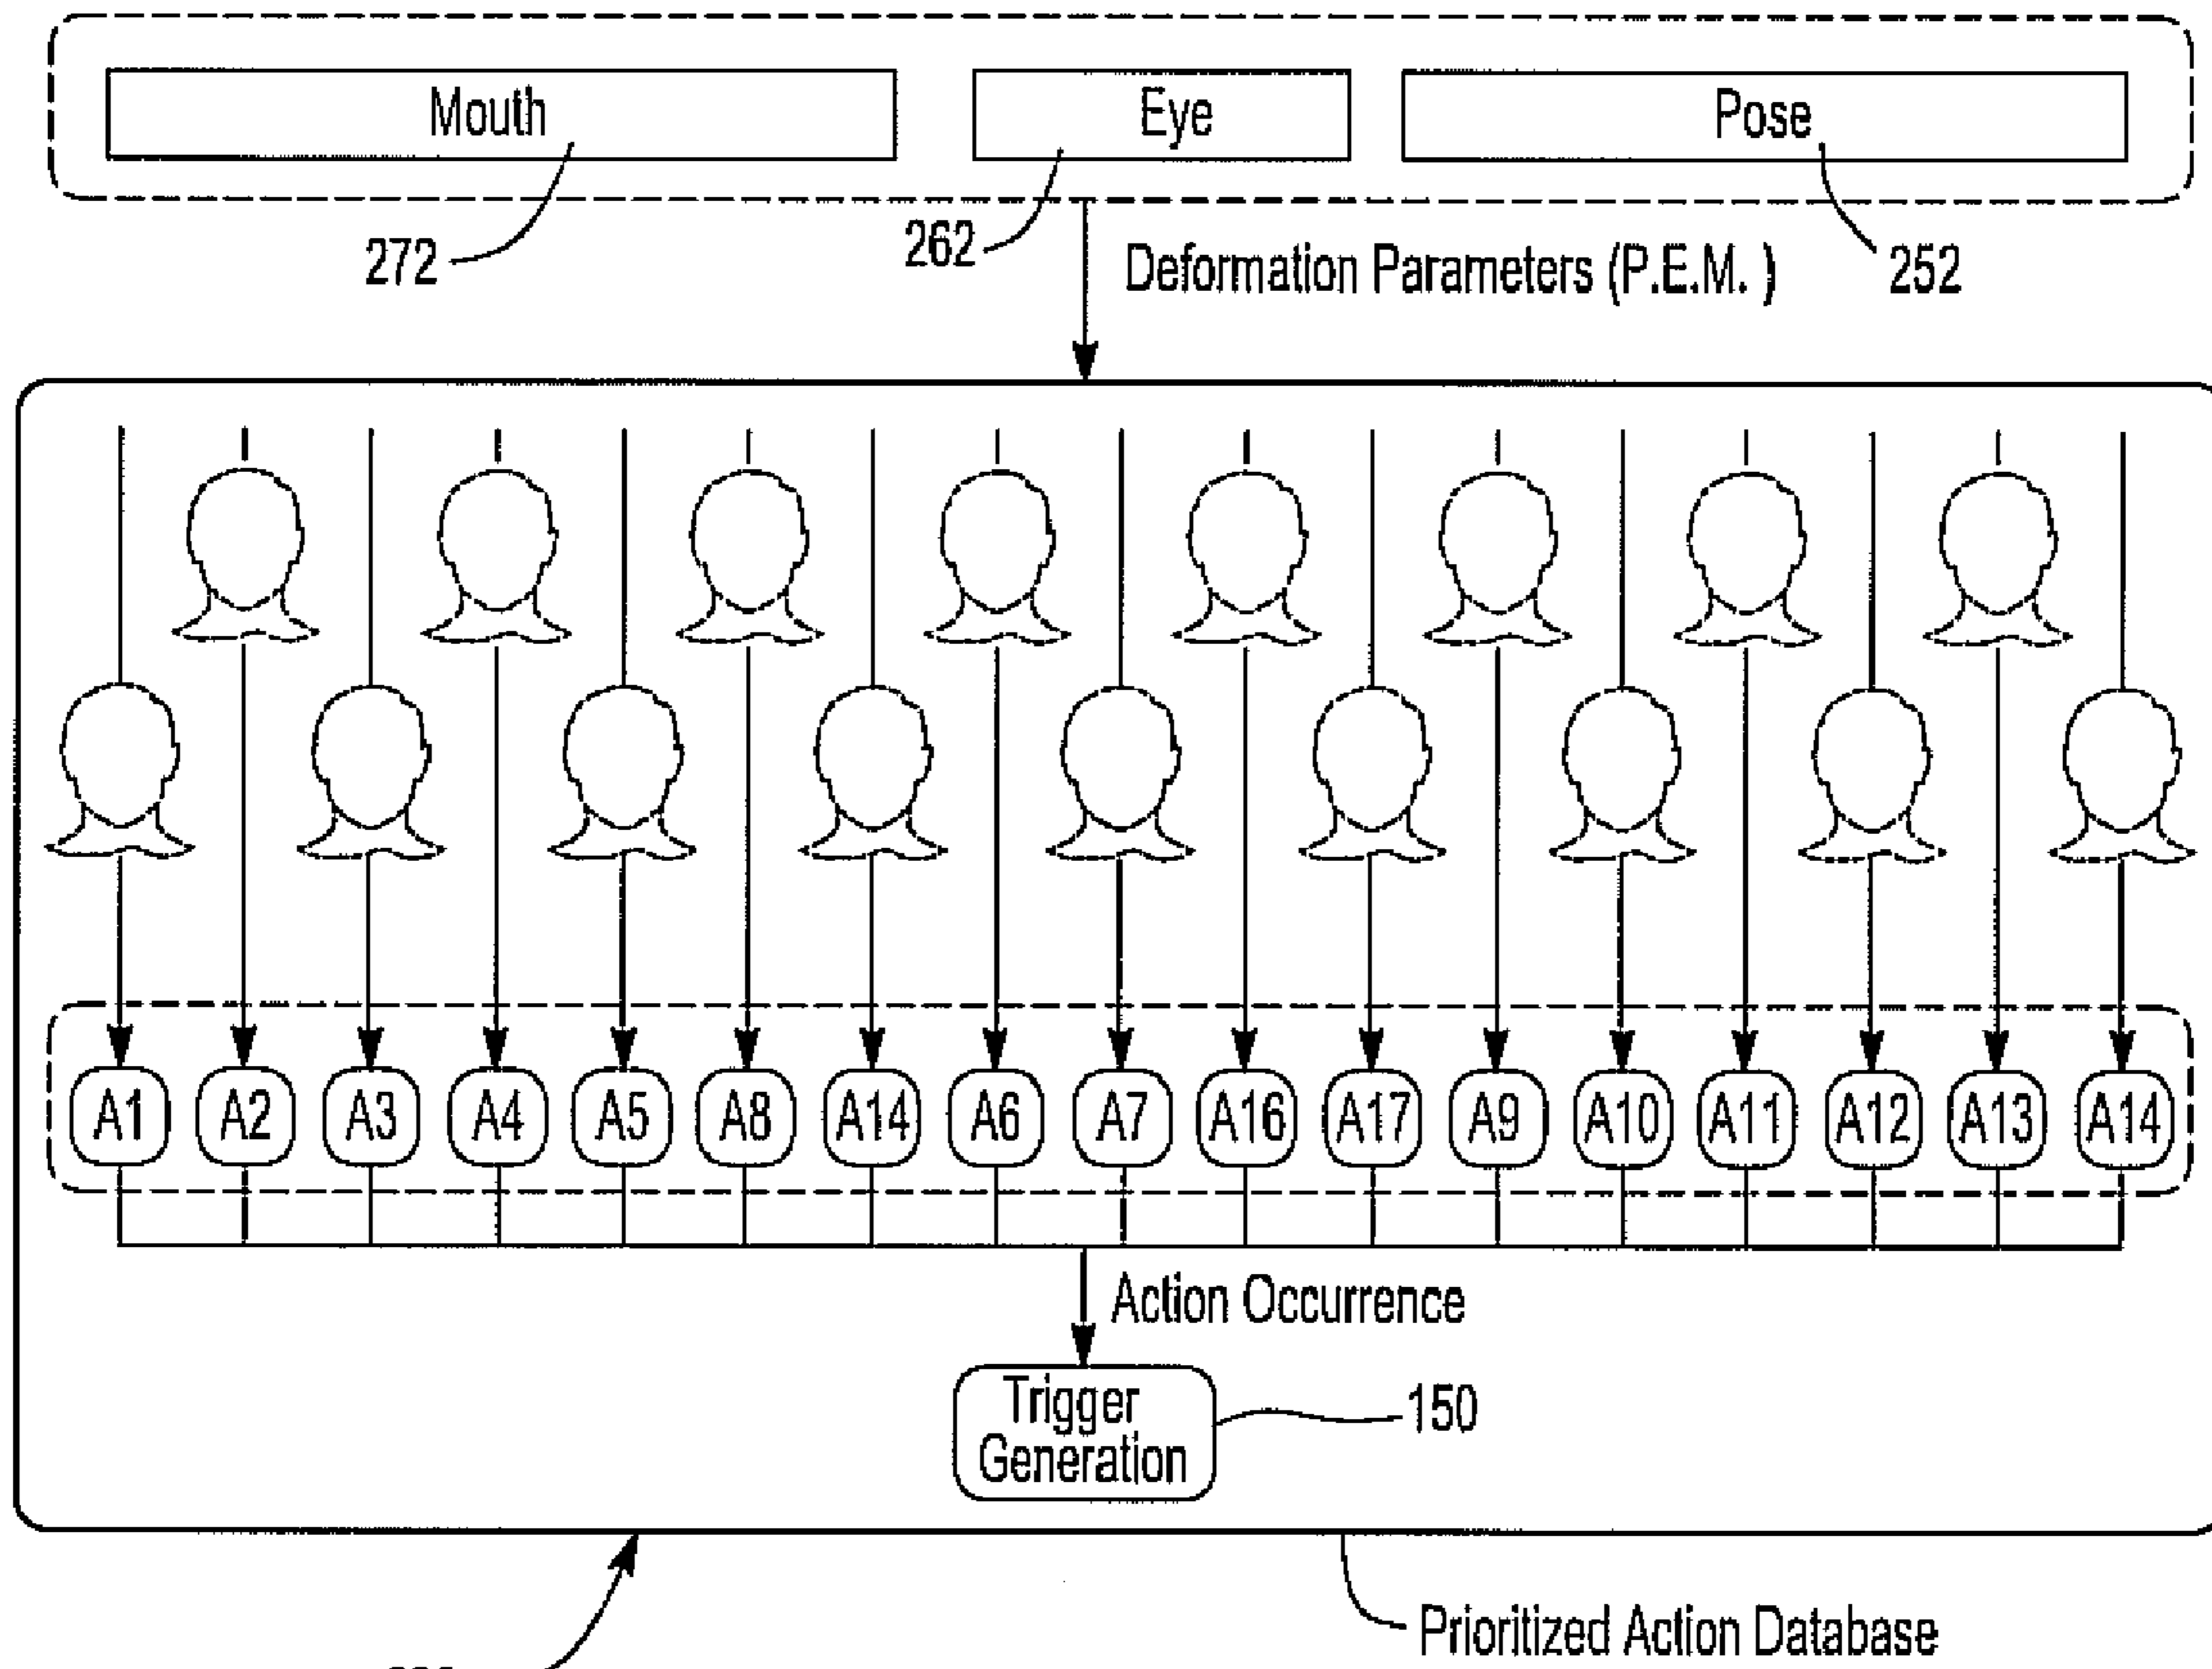 Mouth
Eye
Pose
272
262
Deformation Parameters (P.E.M. )
252
A1 A2 A3 A4 A5 A8 A14 A6 A7 A16 A17 A9 A10 A11 A12 A13 A14
Action Occurrence
Trigger
Generation
150
Prioritized Action Database